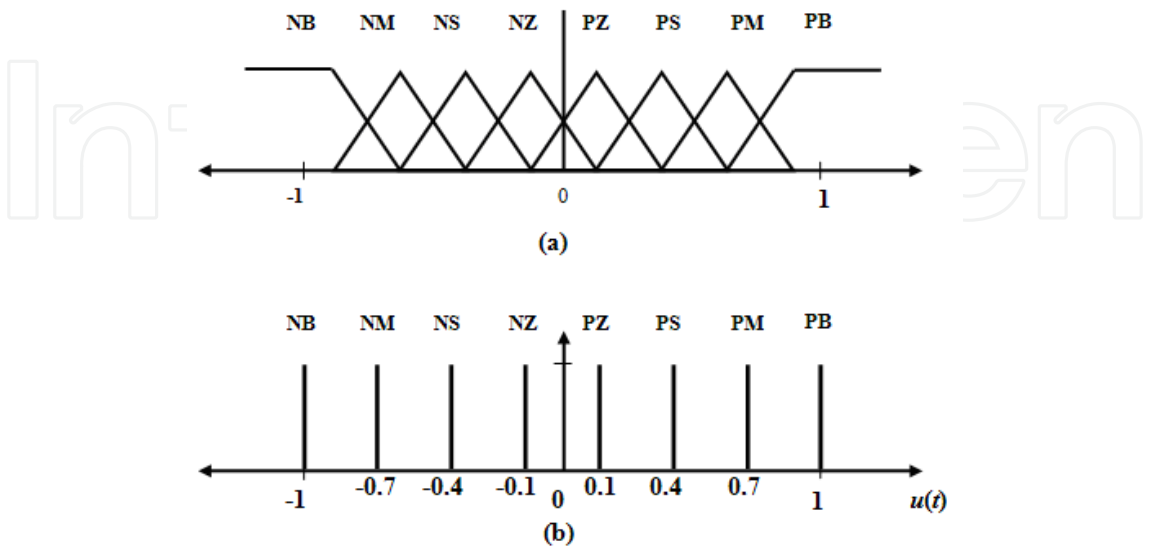 NB NM NS NZ PZ PS PM PB
-1 0 1
(a)
NB NM NS NZ PZ PS PM PB
-1 -0.7 -0.4 -0.1 0 0.1 0.4 0.7 1 u(t)
(b)